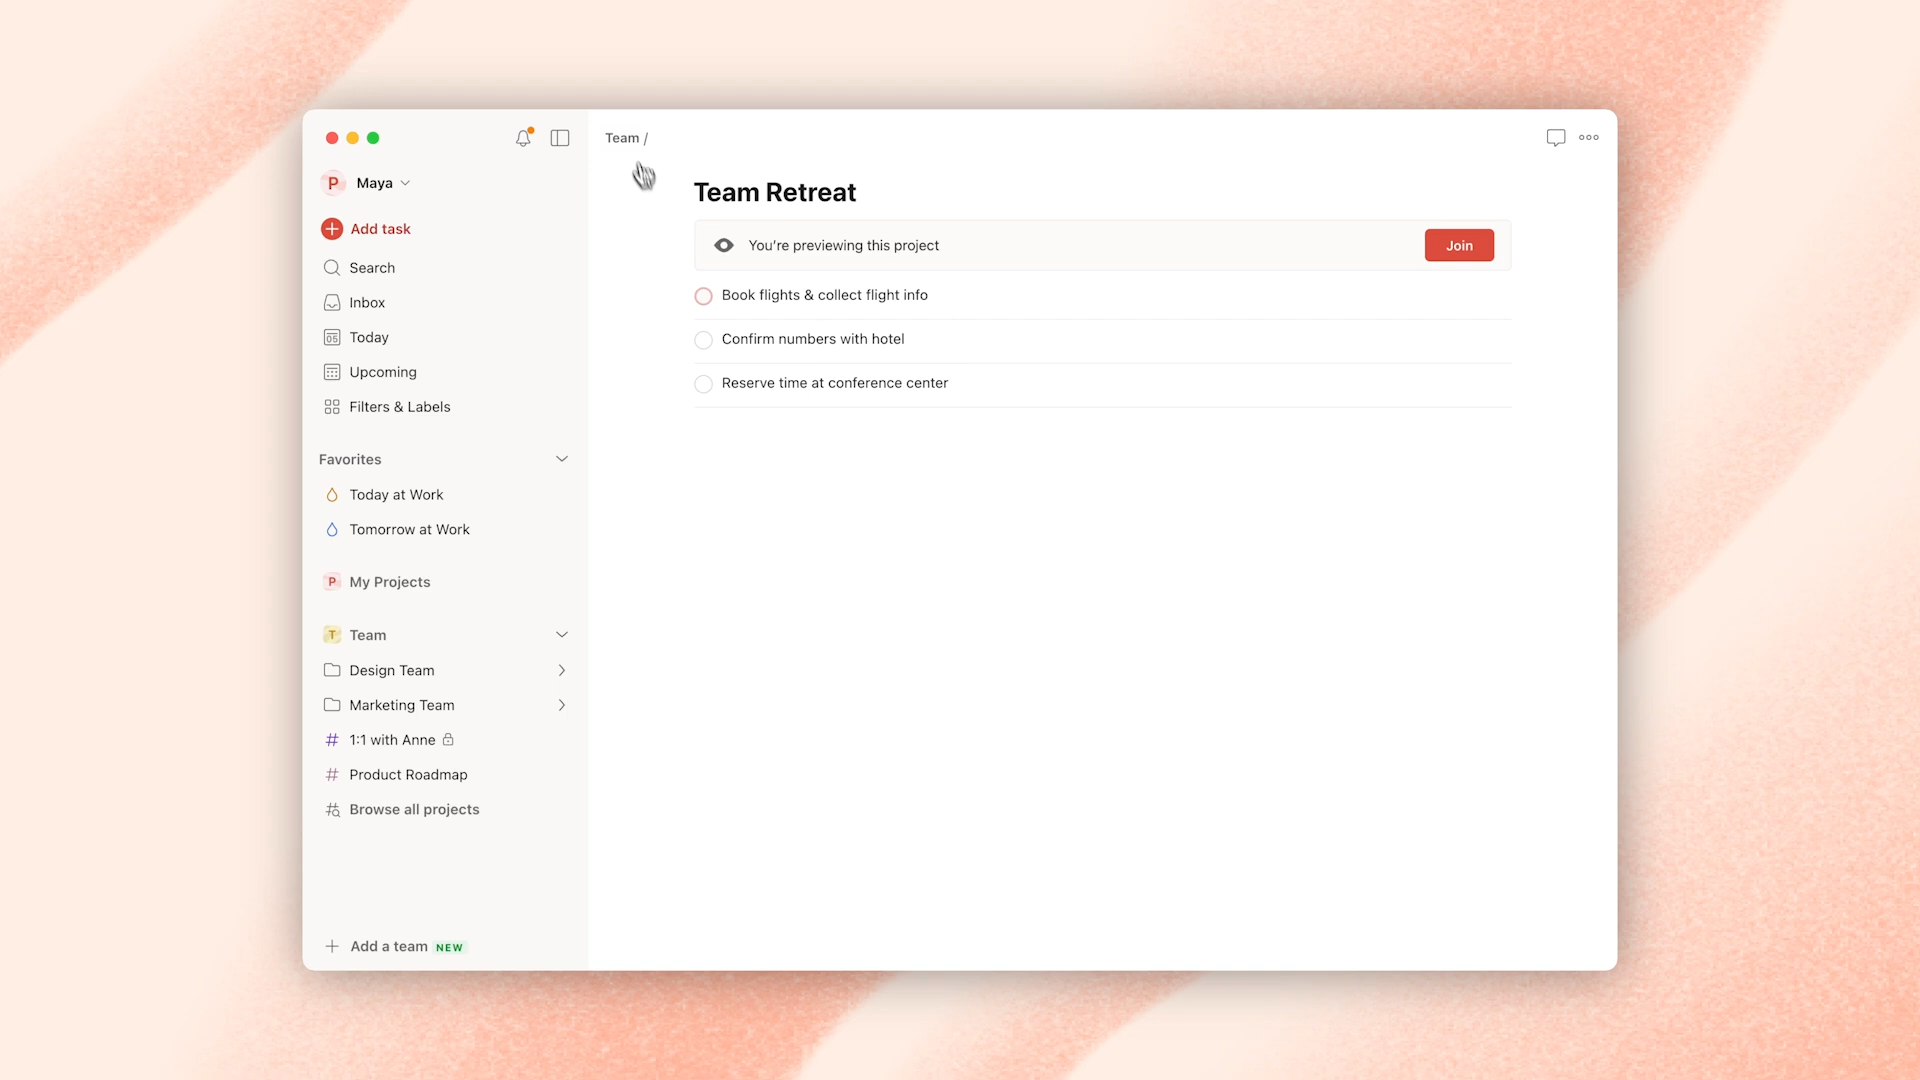 P Maya
Add task
Search
Inbox
05 Today
Upcoming
Filters & Labels
Favorites
Today at Work
Tomorrow at Work
P My Projects
T Team
Design Team
Marketing Team
# 1:1 with Anne
# Product Roadmap
Browse all projects
+ Add a team NEW
Team /
Team Retreat
You're previewing this project
Join
Book flights & collect flight info
Confirm numbers with hotel
Reserve time at conference center